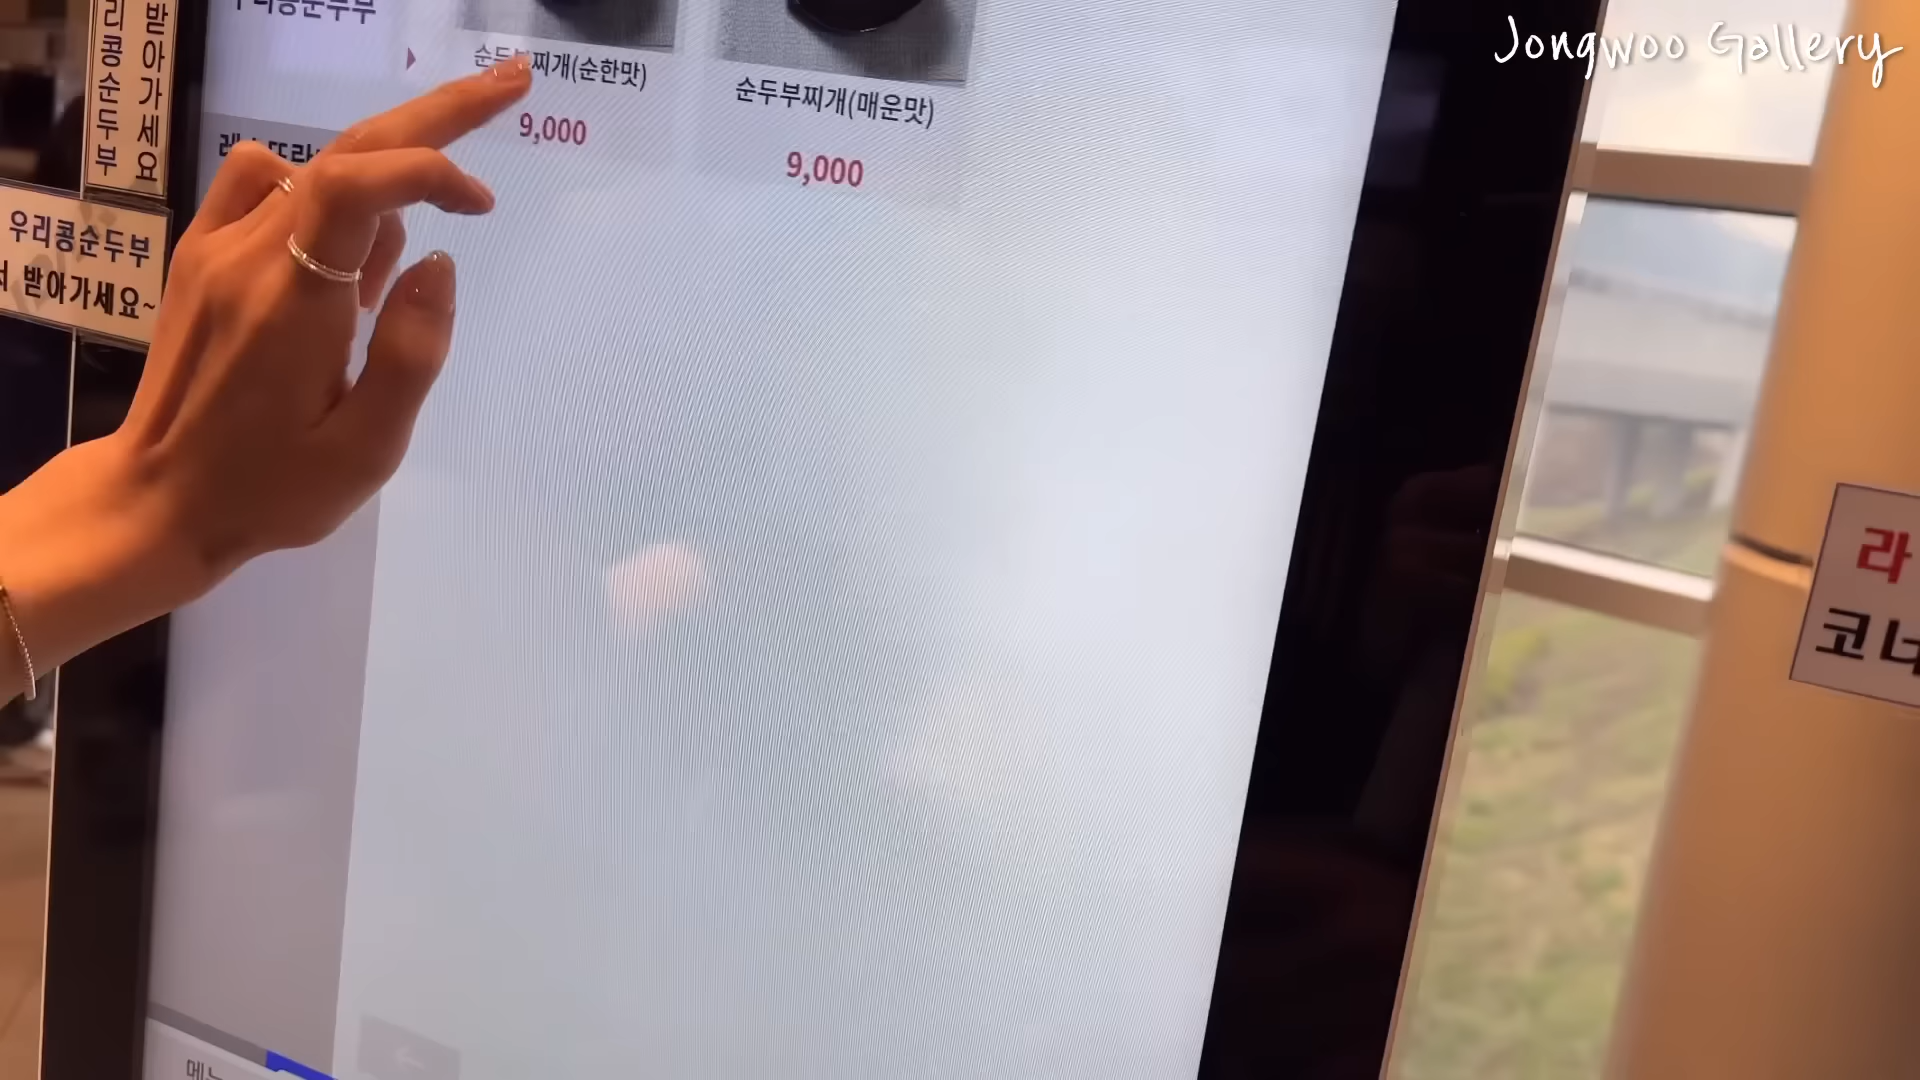 Jongwoo Gallery
받아가세요
리콩순두부
우리콩순두부
받아가세요~
순두부찌개(순한맛)
9,000
순두부찌개(매운맛)
9,000
라
코너